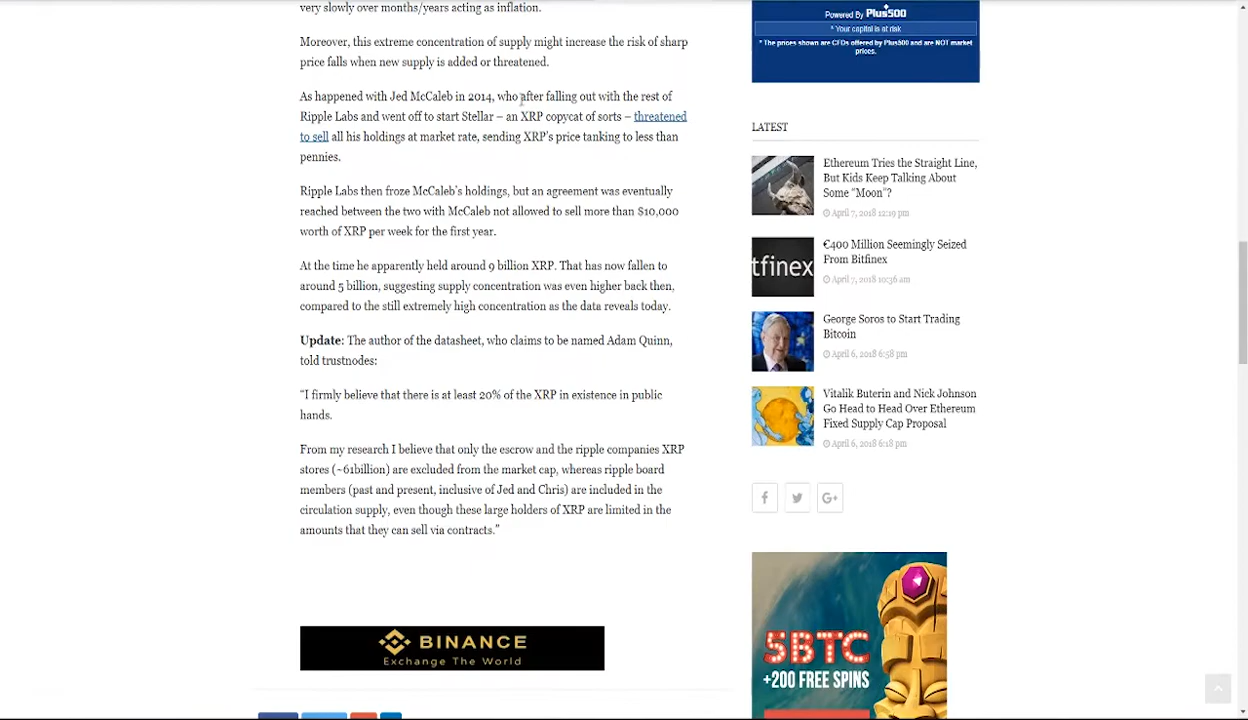 very slowly over months/years acting as inflation.
Moreover, this extreme concentration of supply might increase the risk of sharp
price falls when new supply is added or threatened.
As happened with Jed McCaleb in 2014, who after falling out with the rest of
Ripple Labs and went off to start Stellar – an XRP copycat of sorts – threatened
to sell all his holdings at market rate, sending XRP's price tanking to less than
pennies.
Ripple Labs then froze McCaleb's holdings, but an agreement was eventually
reached between the two with McCaleb not allowed to sell more than $10,000
worth of XRP per week for the first year.
At the time he apparently held around 9 billion XRP. That has now fallen to
around 5 billion, suggesting supply concentration was even higher back then,
compared to the still extremely high concentration as the data reveals today.
Update: The author of the datasheet, who claims to be named Adam Quinn,
told trustnodes:
“I firmly believe that there is at least 20% of the XRP in existence in public
hands.
From my research I believe that only the escrow and the ripple companies XRP
stores (~61billion) are excluded from the market cap, whereas ripple board
members (past and present, inclusive of Jed and Chris) are included in the
circulation supply, even though these large holders of XRP are limited in the
amounts that they can sell via contracts.”
BINANCE
Exchange The World
Powered By Plus500
* Your capital is at risk
* The prices shown are CFDs offered by Plus500 and are NOT market
prices.
LATEST
Ethereum Tries the Straight Line,
But Kids Keep Talking About
Some “Moon”?
April 7, 2018 12:19 pm
tfinex
€400 Million Seemingly Seized
From Bitfinex
April 7, 2018 10:36 am
George Soros to Start Trading
Bitcoin
April 6, 2018 6:58 pm
Vitalik Buterin and Nick Johnson
Go Head to Head Over Ethereum
Fixed Supply Cap Proposal
April 6, 2018 6:18 pm
5BTC
+200 FREE SPINS